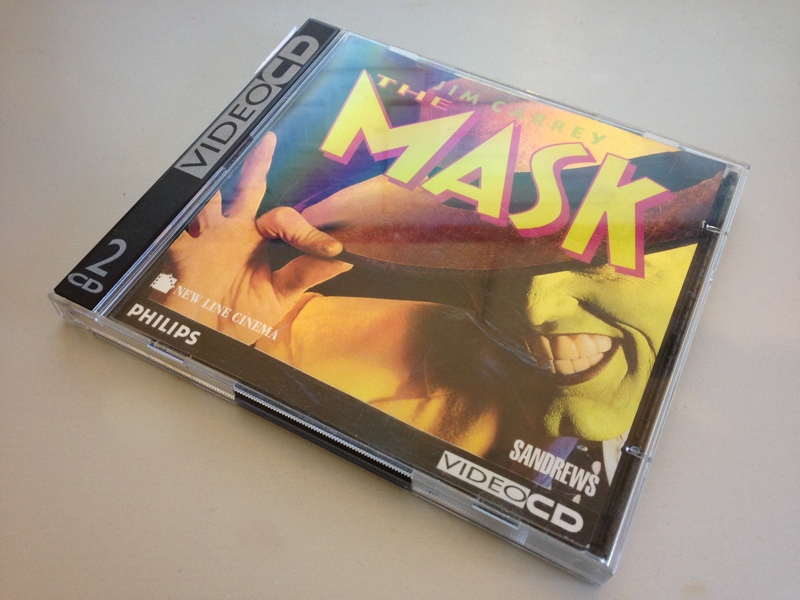 VIDEO CD
2
CD
JIM CARREY
THE
MASK
NEW LINE CINEMA
PHILIPS
SANDREWS
VIDEO CD